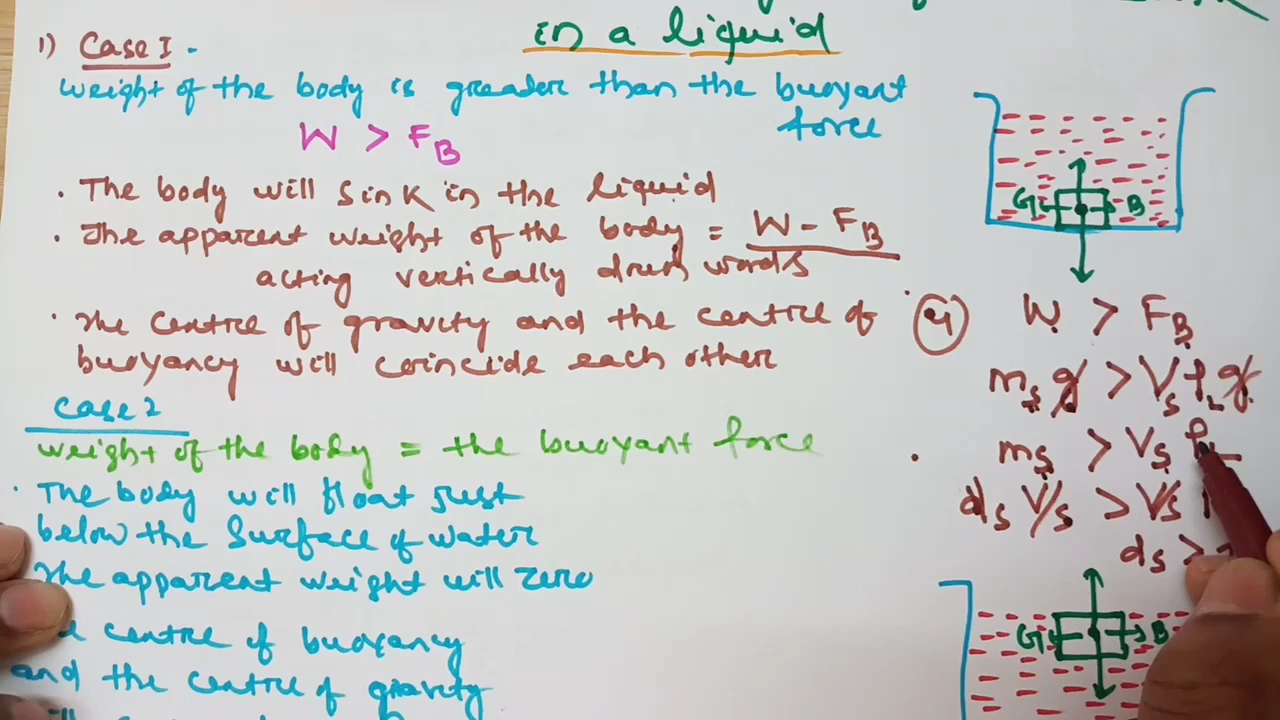 in a liquid
1) Case I -
weight of the body is greater than the buoyant
force
W > FB
. The body will sink in the liquid
. The apparent weight of the body = W - FB
acting vertically
. The centre of gravity and the centre of
buoyancy will coincide each other
Case 2
weight of the body = the buoyant force
. The body will float just
below the surface of water
The apparent weight will zero
centre of buoyancy
and the centre of gravity
G B
4) W > FB
ms g > Vs ρL g
. ms > Vs ρL
ds Vs > Vs
ds >
G B